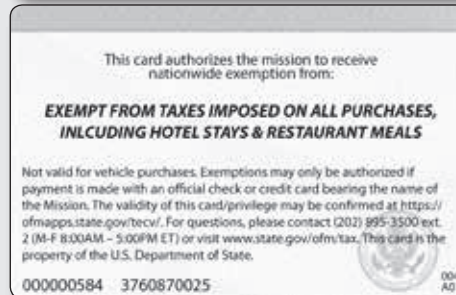 This card authorizes the mission to receive
nationwide exemption from:
EXEMPT FROM TAXES IMPOSED ON ALL PURCHASES,
INLCUDING HOTEL STAYS & RESTAURANT MEALS
Not valid for vehicle purchases. Exemptions may only be authorized if
payment is made with an official check or credit card bearing the name of
the Mission. The validity of this card/privilege may be confirmed at https://
ofmapps.state.gov/tecv/. For questions, please contact (202) 895-3500 ext.
2 (M-F 8:00AM – 5:00PM ET) or visit www.state.gov/ofm/tax. This card is the
property of the U.S. Department of State.
000000584 3760870025
004
A0